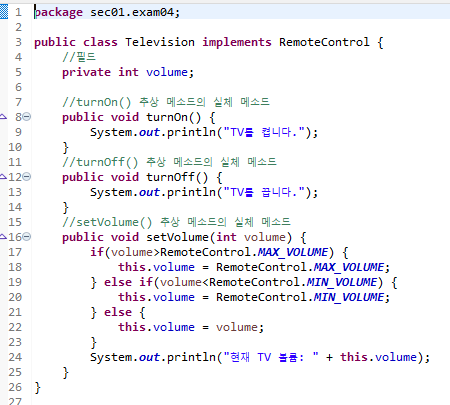 1 package sec01.exam04;
2
3 public class Television implements RemoteControl {
4     //필드
5     private int volume;
6
7     //turnOn() 추상 메소드의 실체 메소드
8     public void turnOn() {
9         System.out.println("TV를 켭니다.");
10     }
11     //turnOff() 추상 메소드의 실체 메소드
12     public void turnOff() {
13         System.out.println("TV를 끕니다.");
14     }
15     //setVolume() 추상 메소드의 실체 메소드
16     public void setVolume(int volume) {
17         if(volume>RemoteControl.MAX_VOLUME) {
18             this.volume = RemoteControl.MAX_VOLUME;
19         } else if(volume<RemoteControl.MIN_VOLUME) {
20             this.volume = RemoteControl.MIN_VOLUME;
21         } else {
22             this.volume = volume;
23         }
24         System.out.println("현재 TV 볼륨: " + this.volume);
25     }
26 }
27